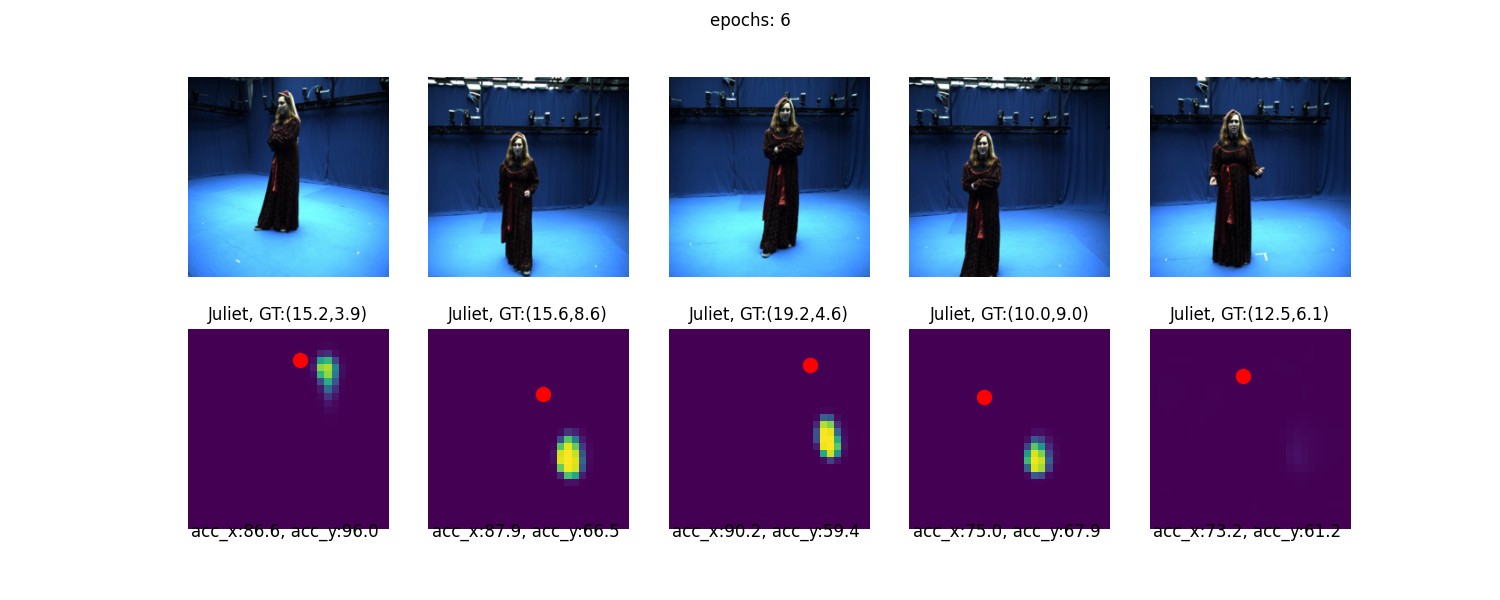 epochs: 6
Juliet, GT:(15.2,3.9)
Juliet, GT:(15.6,8.6)
Juliet, GT:(19.2,4.6)
Juliet, GT:(10.0,9.0)
Juliet, GT:(12.5,6.1)
acc_x:86.6, acc_y:96.0
acc_x:87.9, acc_y:66.5
acc_x:90.2, acc_y:59.4
acc_x:75.0, acc_y:67.9
acc_x:73.2, acc_y:61.2